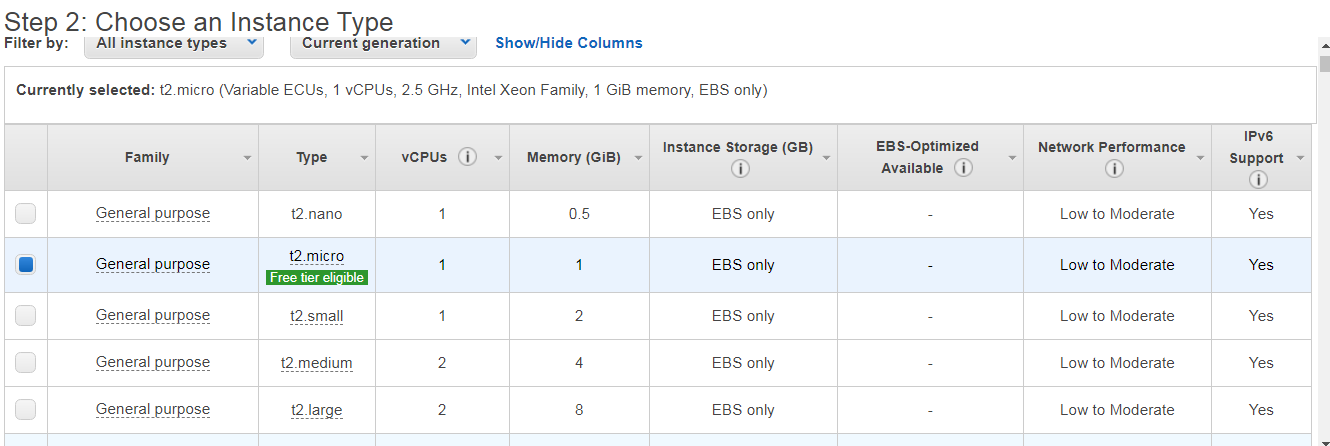 Step 2: Choose an Instance Type
Filter by: All instance types Current generation Show/Hide Columns
Currently selected: t2.micro (Variable ECUs, 1 vCPUs, 2.5 GHz, Intel Xeon Family, 1 GiB memory, EBS only)
Family Type vCPUs Memory (GiB) Instance Storage (GB) EBS-Optimized Available Network Performance IPv6 Support
General purpose t2.nano 1 0.5 EBS only - Low to Moderate Yes
General purpose t2.micro Free tier eligible 1 1 EBS only - Low to Moderate Yes
General purpose t2.small 1 2 EBS only - Low to Moderate Yes
General purpose t2.medium 2 4 EBS only - Low to Moderate Yes
General purpose t2.large 2 8 EBS only - Low to Moderate Yes